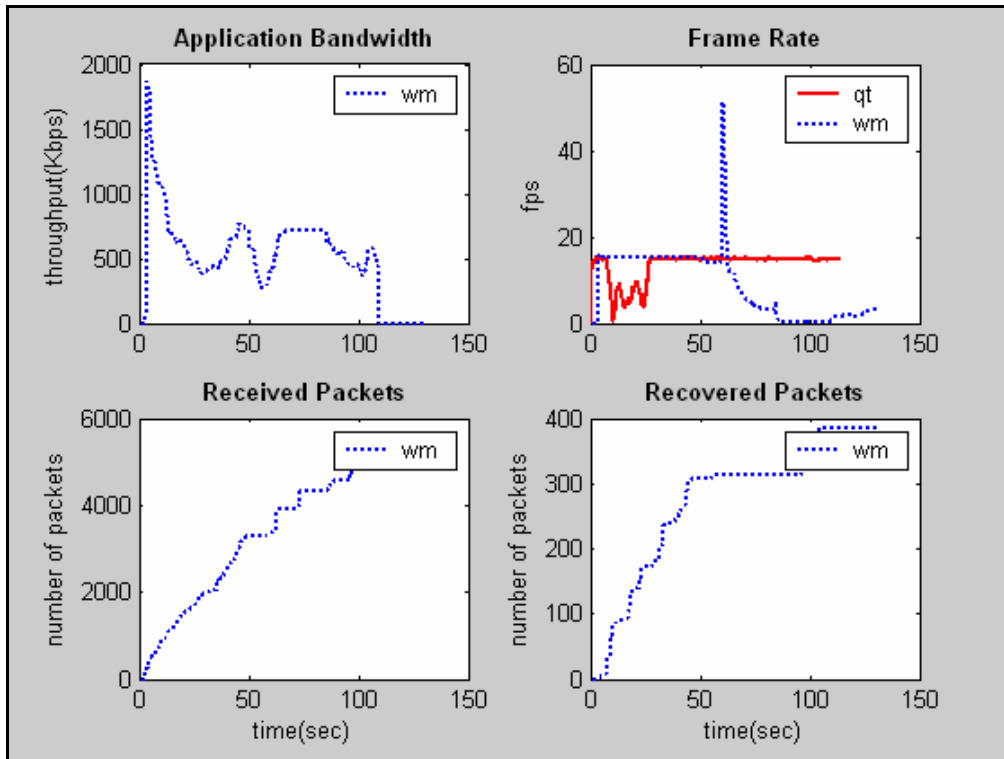 Application Bandwidth
throughput(Kbps)
2000
1500
1000
500
0
0 50 100 150
wm
Frame Rate
fps
60
40
20
0
0 50 100 150
qt
wm
Received Packets
number of packets
6000
4000
2000
0
0 50 100 150
time(sec)
wm
Recovered Packets
number of packets
400
300
200
100
0
0 50 100 150
time(sec)
wm